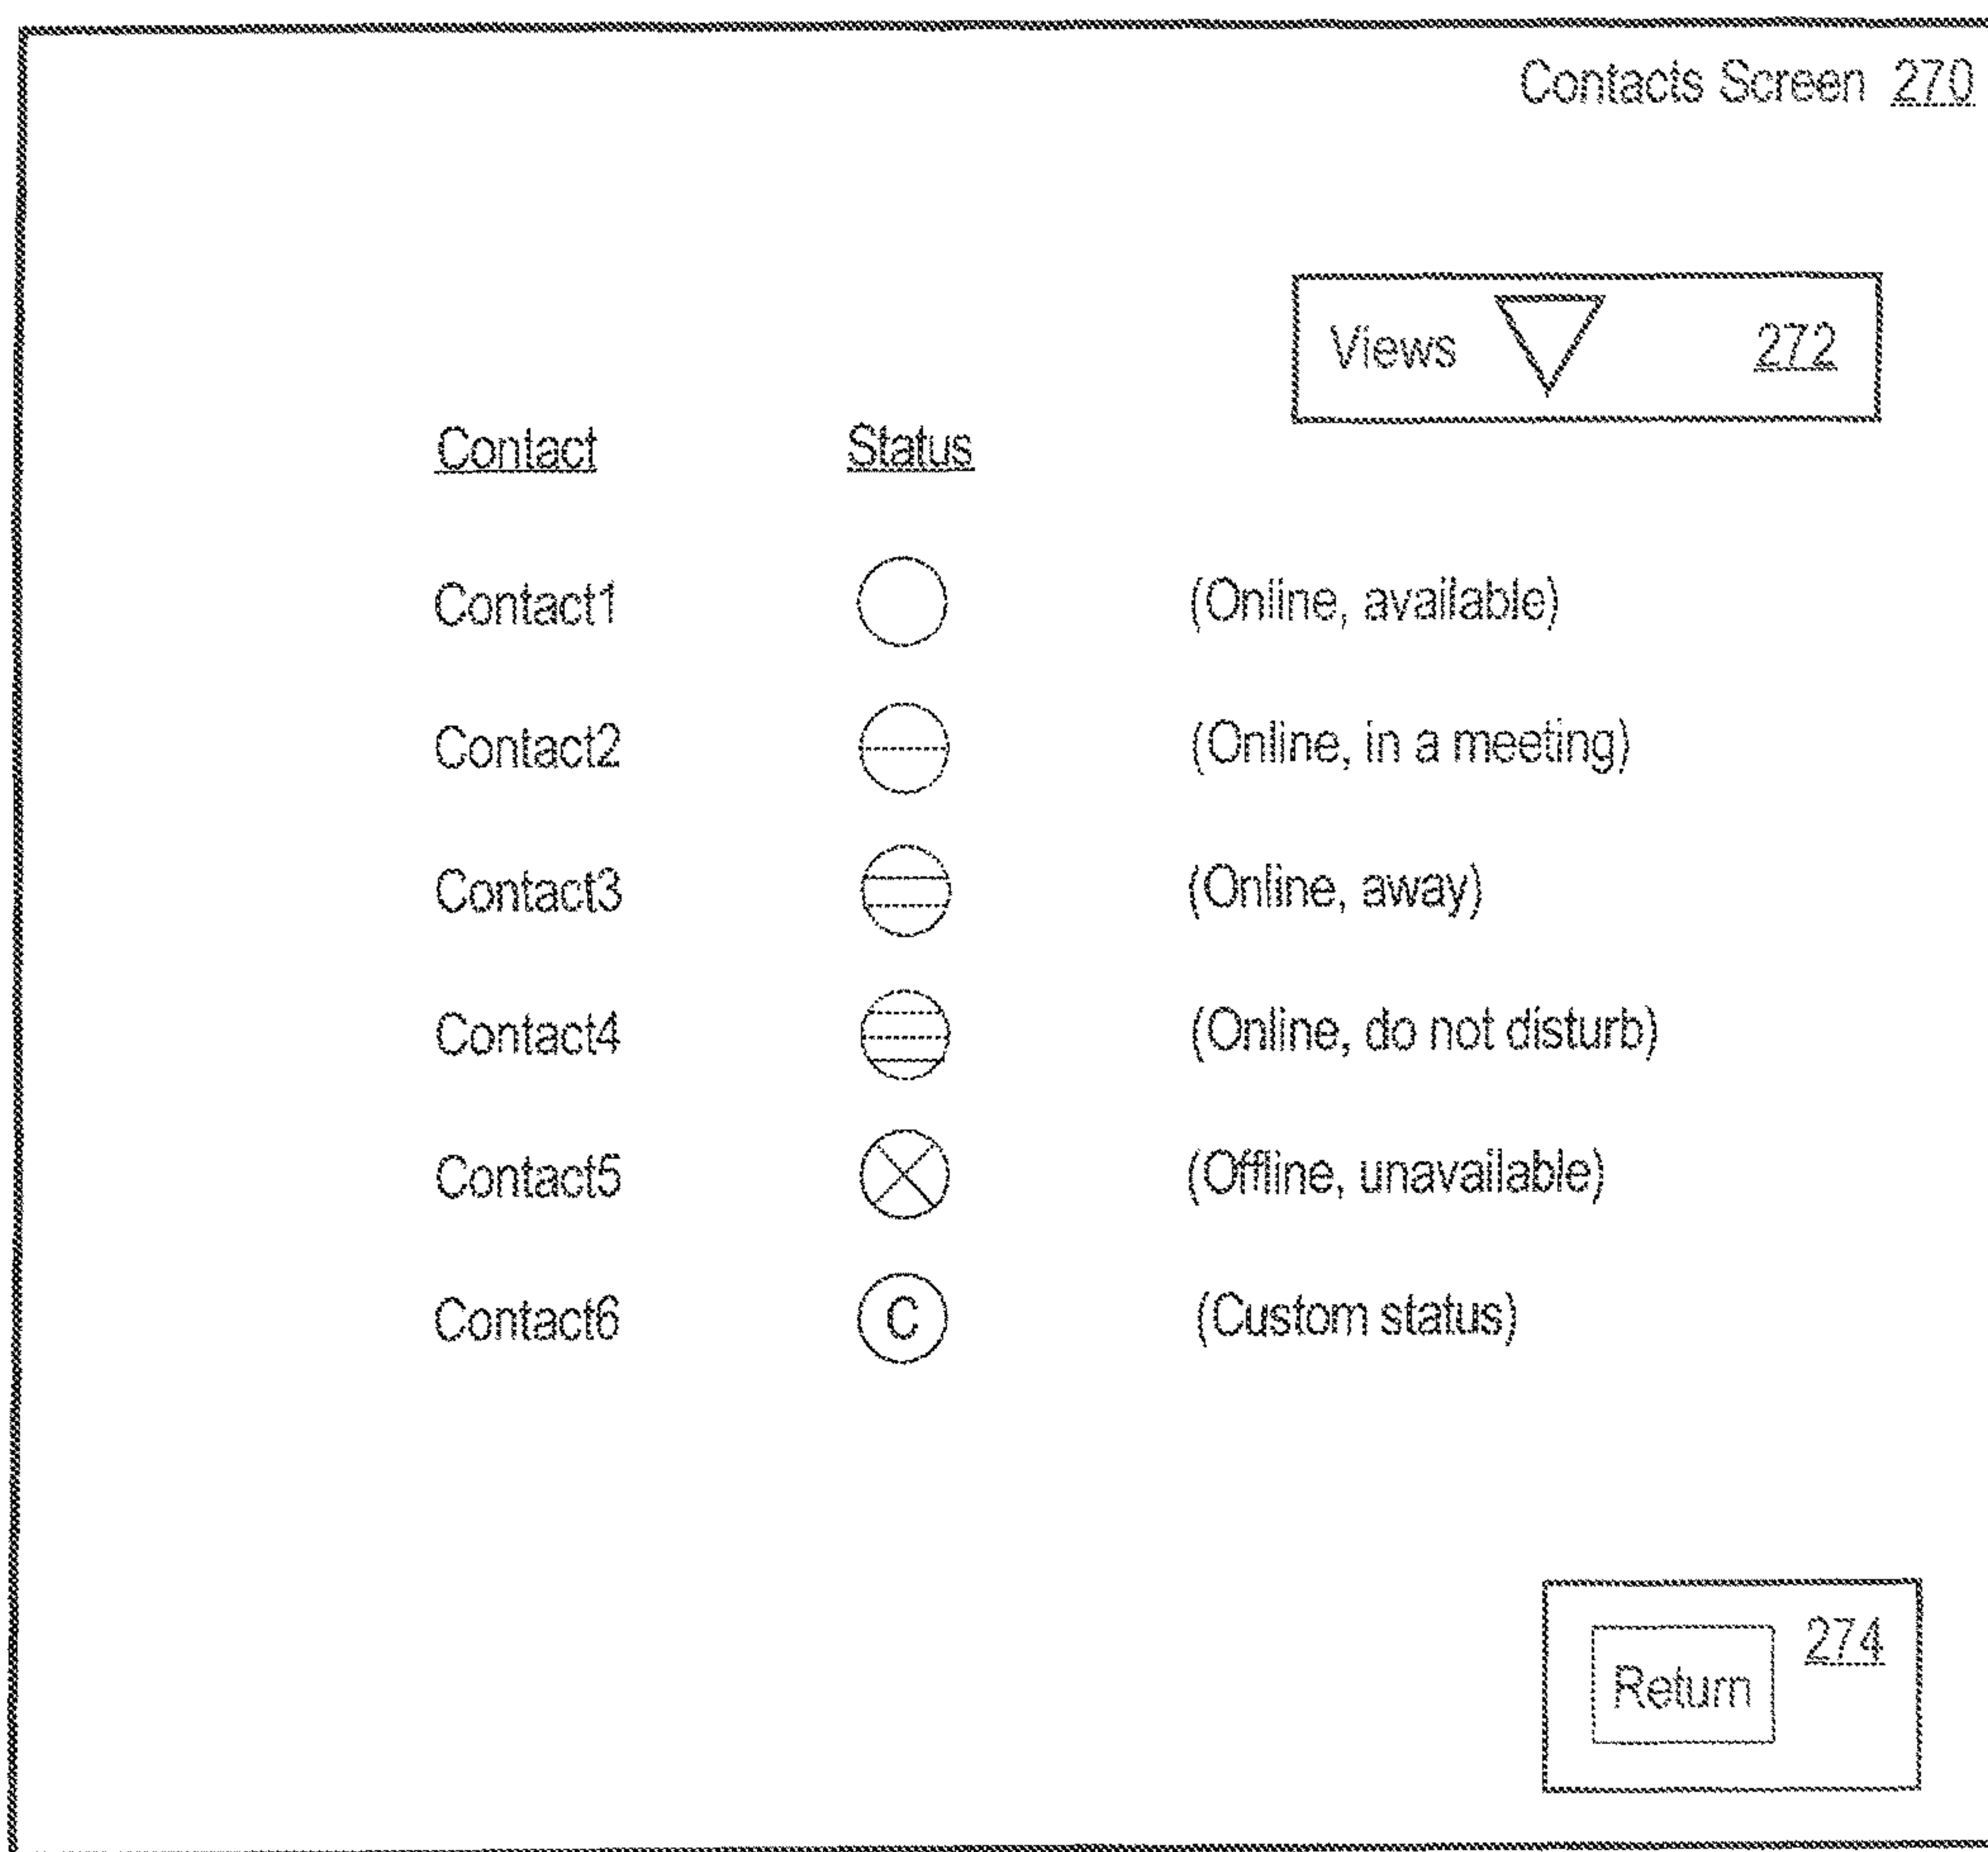 Contacts Screen 270
Views 272
Contact Status
Contact1 (Online, available)
Contact2 (Online, in a meeting)
Contact3 (Online, away)
Contact4 (Online, do not disturb)
Contact5 (Offline, unavailable)
Contact6 C (Custom status)
274
Return